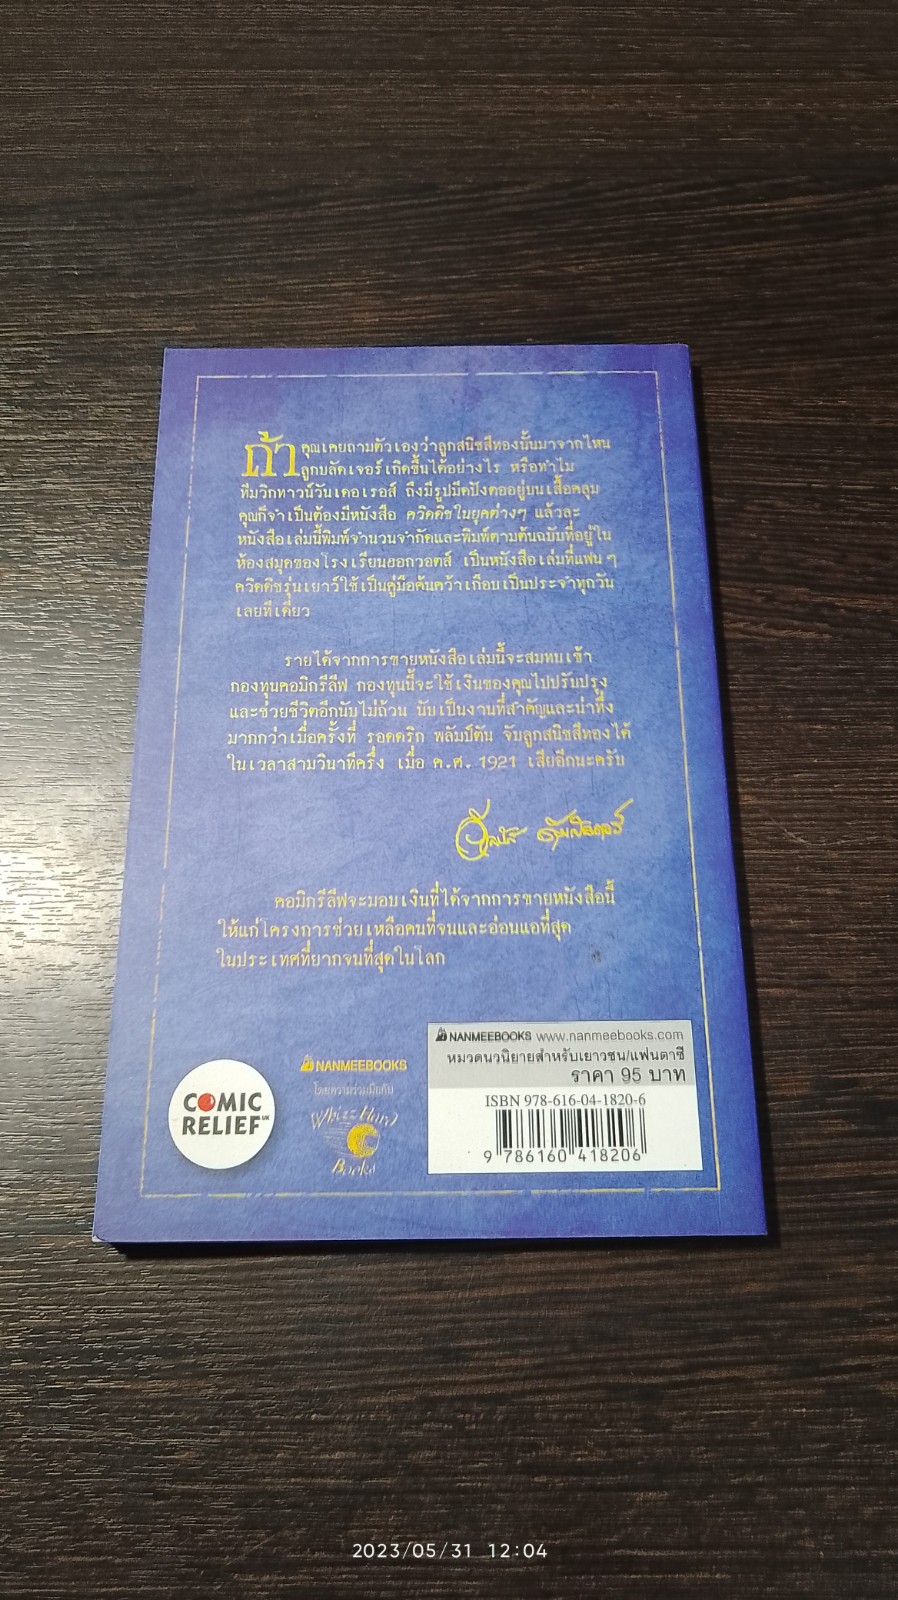 ถ้าคุณเคยถามตัวเองว่าลูกสนิชสีทองนั้นมาจากไหน
ลูกบลัดเจอร์เกิดขึ้นได้อย่างไร หรือทำไม
ทีมวิกทาวน์วันเดอเรอส์ ถึงมีรูปมีดปังตออยู่บนเสื้อคลุม
คุณก็จำเป็นต้องมีหนังสือ ควิดดิชในยุคต่างๆ แล้วละ
หนังสือเล่มนี้พิมพ์จำนวนจำกัดและพิมพ์ตามต้นฉบับที่อยู่ใน
ห้องสมุดของโรงเรียนฮอกวอตส์ เป็นหนังสือเล่มที่แฟนๆ
ควิดดิชรุ่นเยาว์ใช้เป็นคู่มือค้นคว้าเกือบเป็นประจำทุกวัน
เลยทีเดียว
รายได้จากการขายหนังสือเล่มนี้จะสมทบเข้า
กองทุนคอมิกรีลีฟ กองทุนนี้จะใช้เงินของคุณไปปรับปรุง
และช่วยชีวิตอีกนับไม่ถ้วน นับเป็นงานที่สำคัญและน่าทึ่ง
มากกว่าเมื่อครั้งที่ รอดดริก พลัมป์ตัน จับลูกสนิชสีทองได้
ในเวลาสามวินาทีครึ่ง เมื่อ ค.ศ. 1921 เสียอีกนะครับ
อัลบัส ดัมเบิลดอร์
คอมิกรีลีฟจะมอบเงินที่ได้จากการขายหนังสือนี้
ให้แก่โครงการช่วยเหลือคนที่จนและอ่อนแอที่สุด
ในประเทศที่ยากจนที่สุดในโลก
NANMEEBOOKS www.nanmeebooks.com
หมวดนวนิยายสำหรับเยาวชน/แฟนตาซี
ราคา 95 บาท
ISBN 978-616-04-1820-6
9 786160 418206
NANMEEBOOKS
โดยความร่วมมือกับ
Whizz Hard
Books
COMIC
RELIEF UK
2023/05/31 12:04